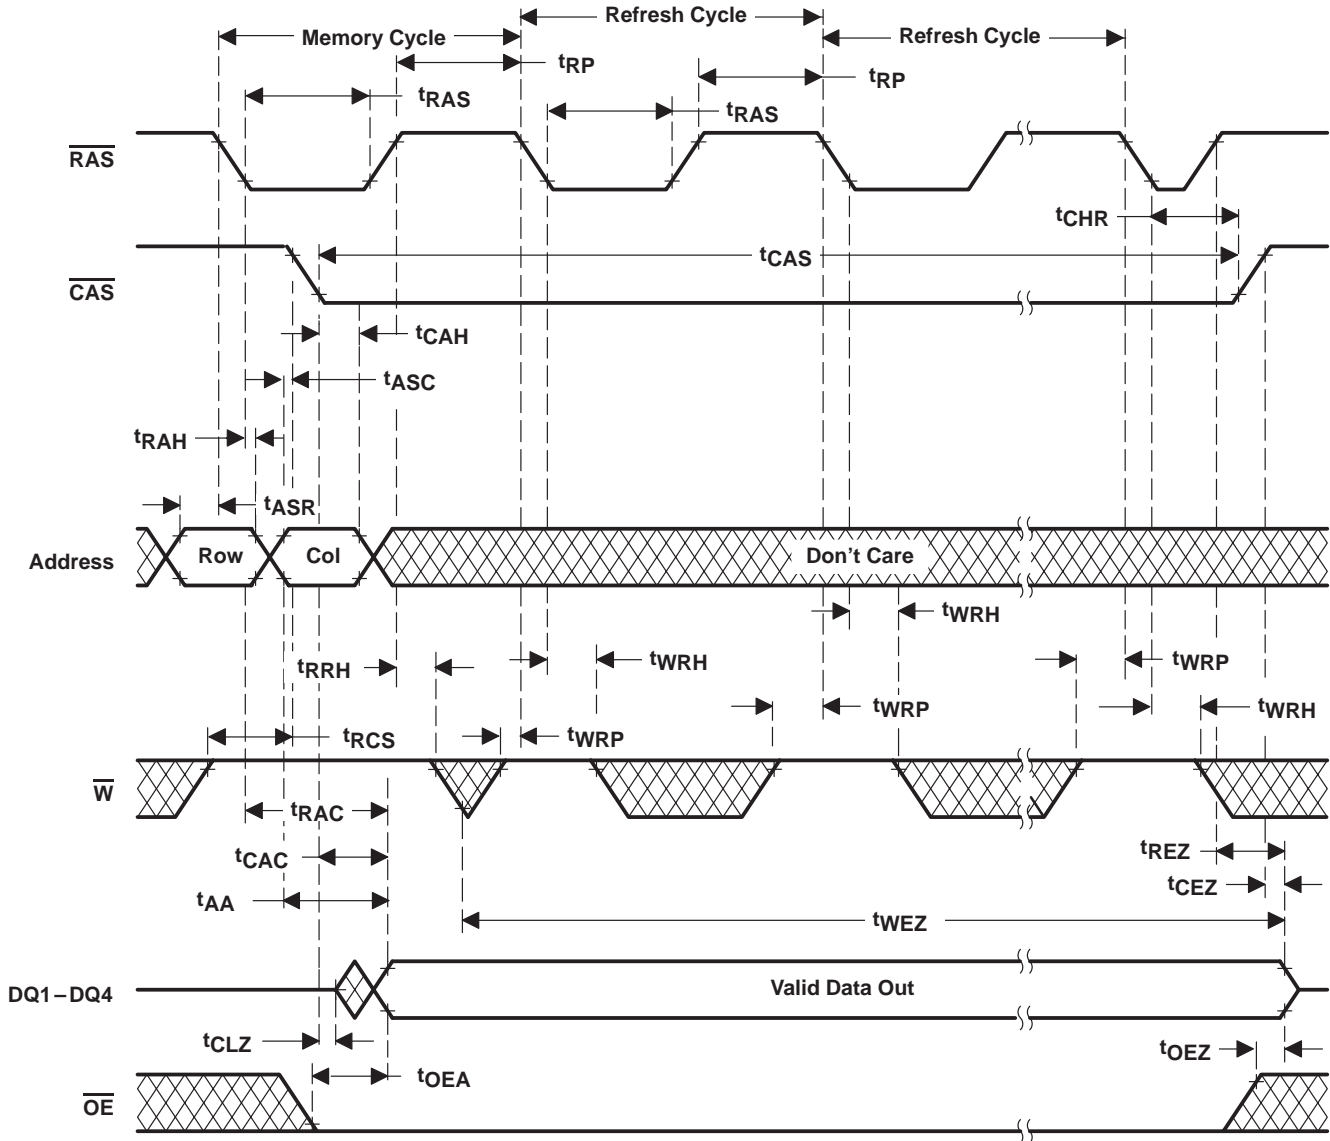 Refresh Cycle
Memory Cycle
Refresh Cycle
tRP
tRP
tRAS
tRAS
RAS
tCHR
tCAS
CAS
tCAH
tASC
tRAH
tASR
Address
Row
Col
Don't Care
tWRH
tRRH
tWRH
tWRP
tWRP
tWRH
tRCS
tWRP
W
tRAC
tCAC
tREZ
tCEZ
tAA
tWEZ
DQ1–DQ4
Valid Data Out
tCLZ
tOEZ
tOEA
OE